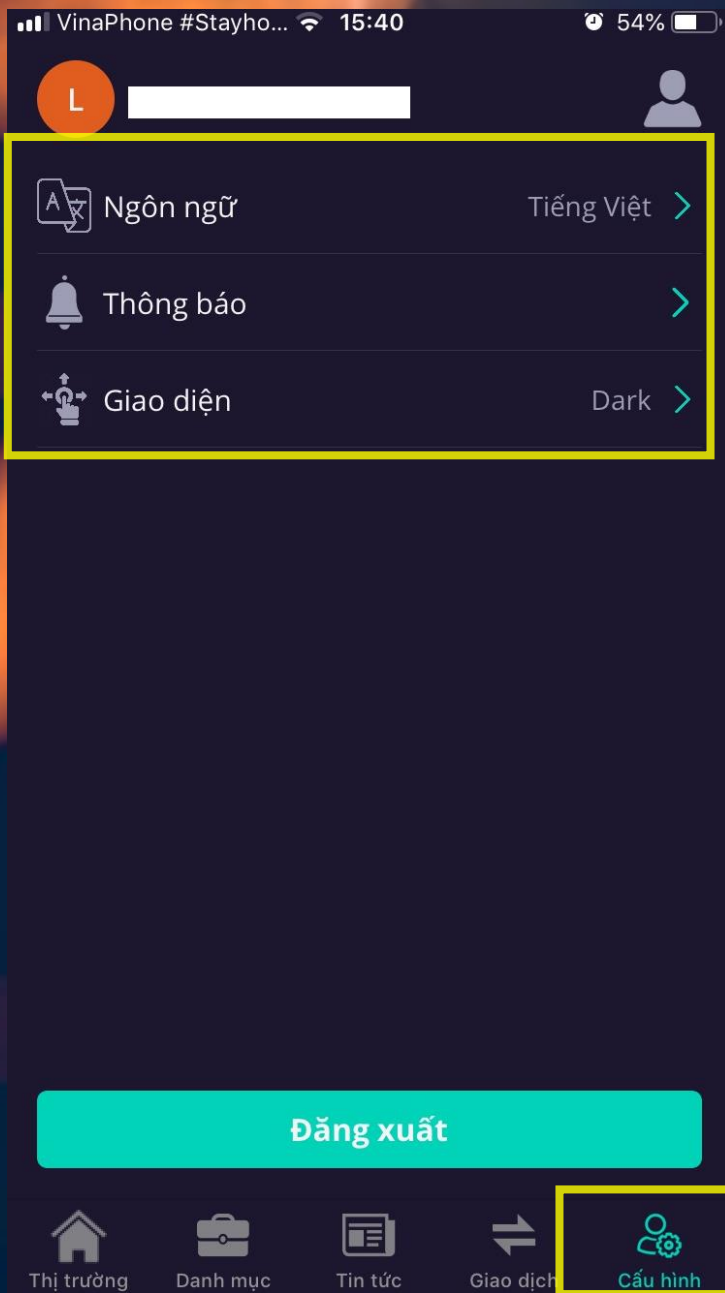 VinaPhone #Stayho... 15:40 54%
L
Ngôn ngữ Tiếng Việt
Thông báo
Giao diện Dark
Đăng xuất
Thị trường Danh mục Tin tức Giao dịch Cấu hình